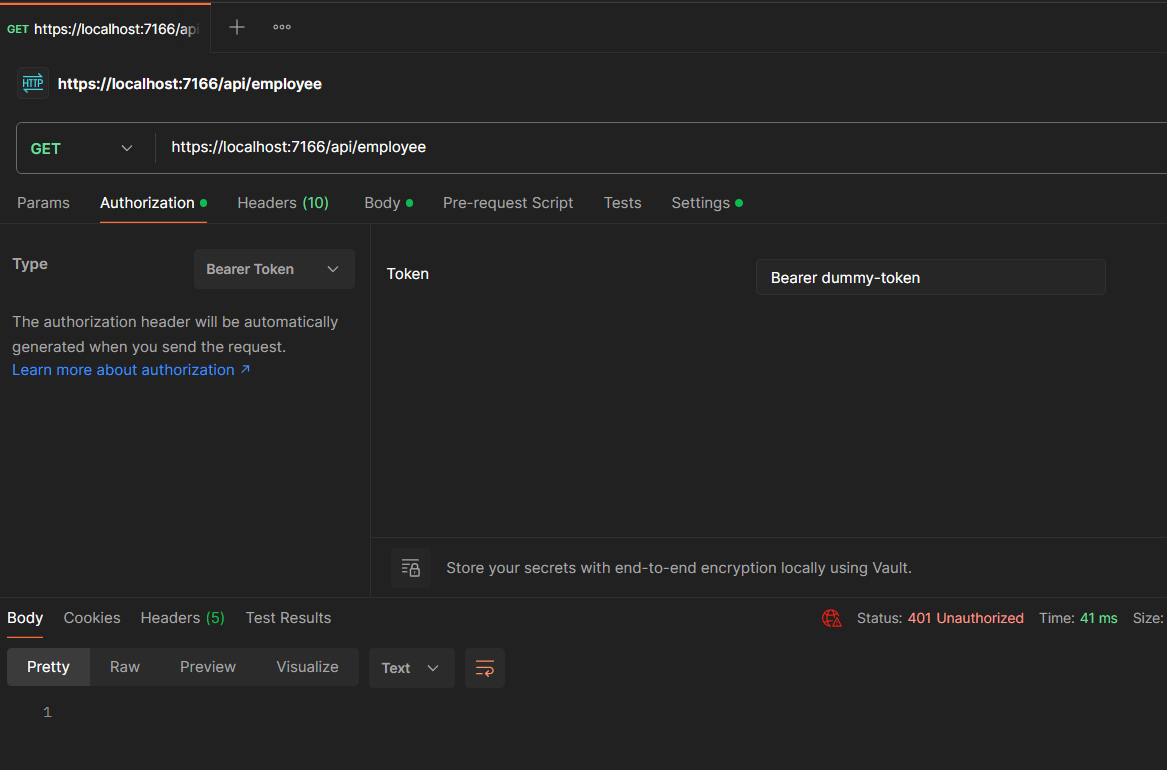 GET https://localhost:7166/api
HTTP https://localhost:7166/api/employee
GET https://localhost:7166/api/employee
Params Authorization Headers (10) Body Pre-request Script Tests Settings
Type Bearer Token Token Bearer dummy-token
The authorization header will be automatically
generated when you send the request.
Learn more about authorization ↗
Store your secrets with end-to-end encryption locally using Vault.
Body Cookies Headers (5) Test Results Status: 401 Unauthorized Time: 41 ms Size:
Pretty Raw Preview Visualize Text
1